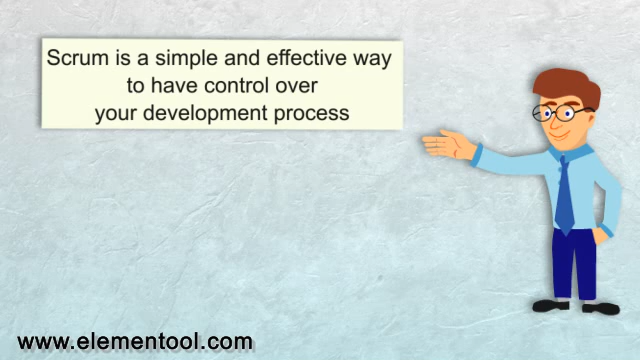 Scrum is a simple and effective way
to have control over
your development process
www.elementool.com